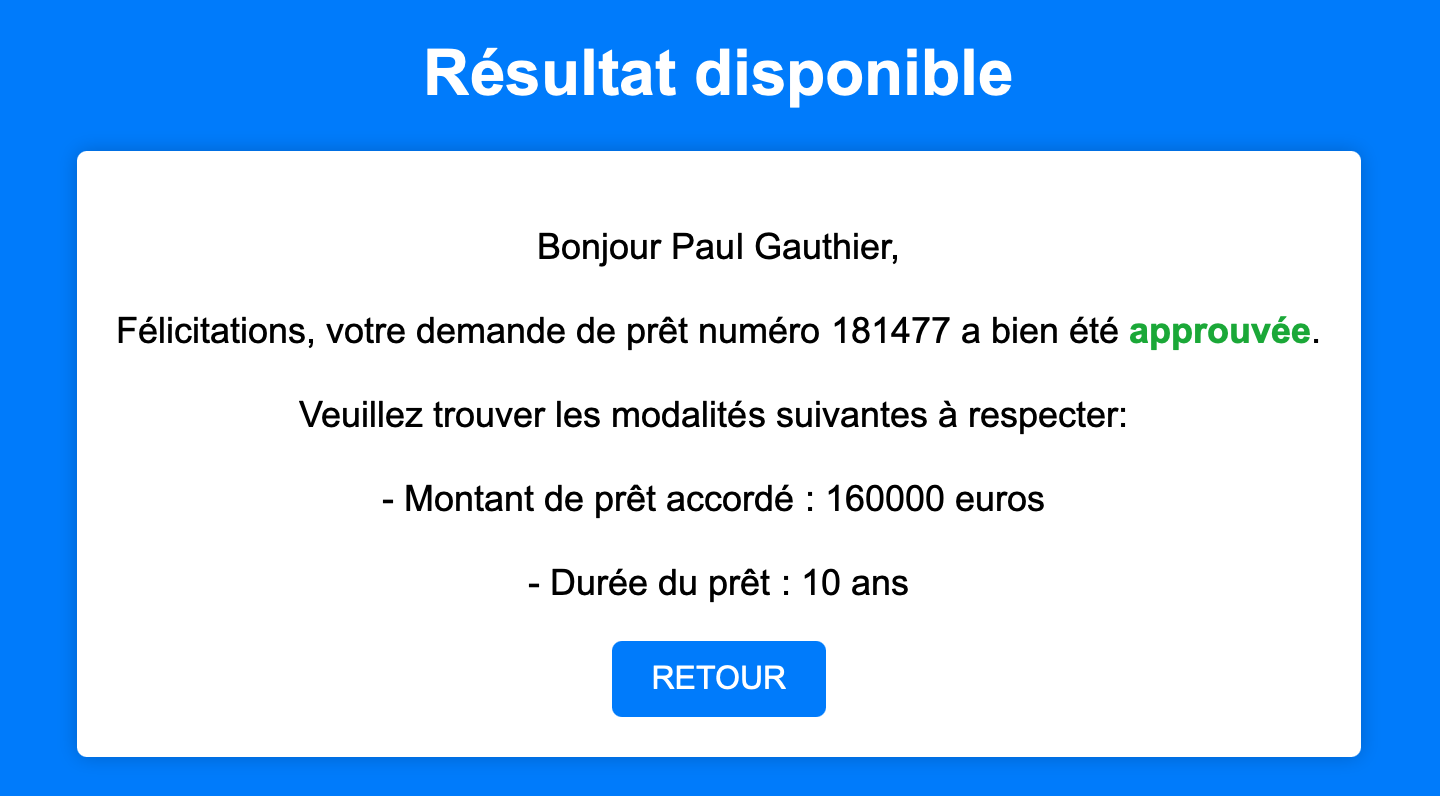 Résultat disponible
Bonjour Paul Gauthier,
Félicitations, votre demande de prêt numéro 181477 a bien été approuvée.
Veuillez trouver les modalités suivantes à respecter:
- Montant de prêt accordé : 160000 euros
- Durée du prêt : 10 ans
RETOUR